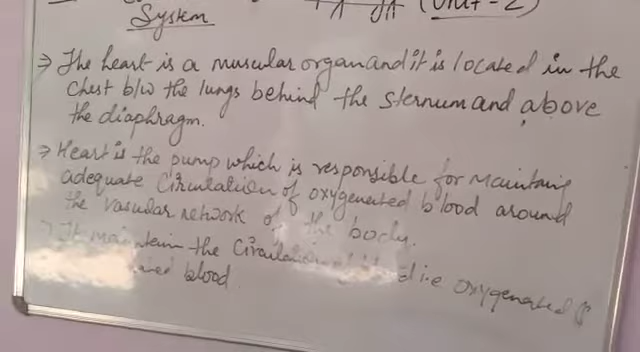 (Unit-2)
System
→ The heart is a muscular organ and it is located in the
chest b/w the lungs behind the sternum and above
the diaphragm.
→ Heart is the pump which is responsible for maintaing
adequate Cirulation of oxygenated blood around
the vascular network of the body.
→ It maintain the Circulation i.e oxygenated &
blood.